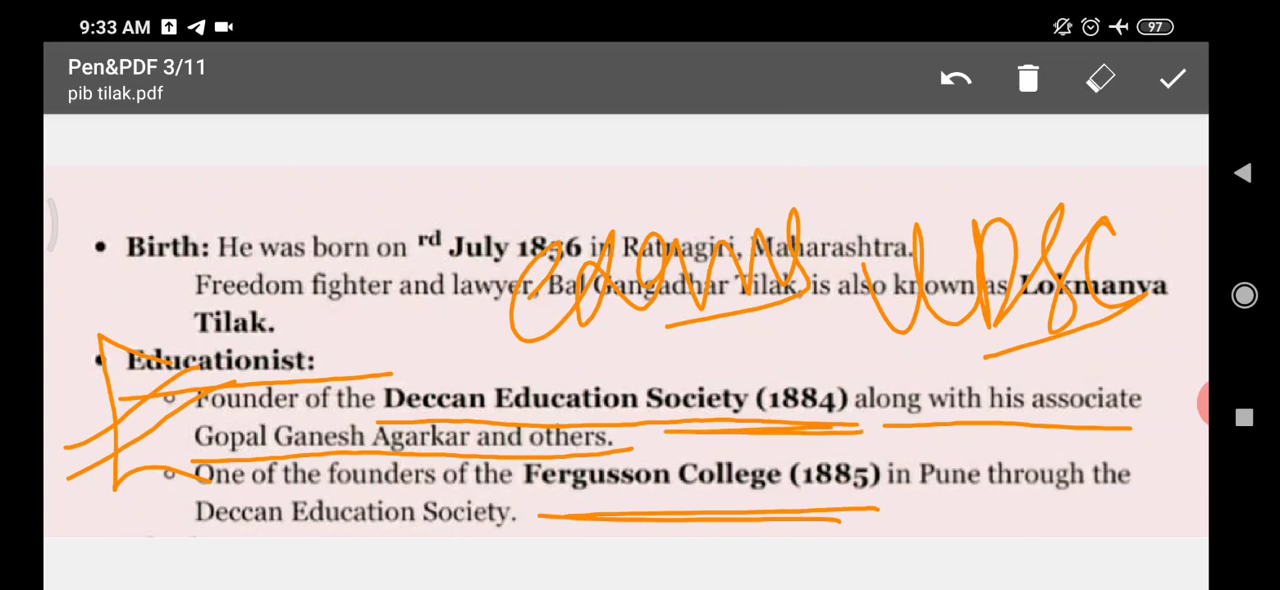 9:33 AM
97
Pen&PDF 3/11
pib tilak.pdf
• Birth: He was born on rd July 1856 in Ratnagiri, Maharashtra.
Freedom fighter and lawyer, Bal Gangadhar Tilak, is also known as Lokmanya
Tilak.
exams UPSC
• Educationist:
o Founder of the Deccan Education Society (1884) along with his associate
Gopal Ganesh Agarkar and others.
o One of the founders of the Fergusson College (1885) in Pune through the
Deccan Education Society.